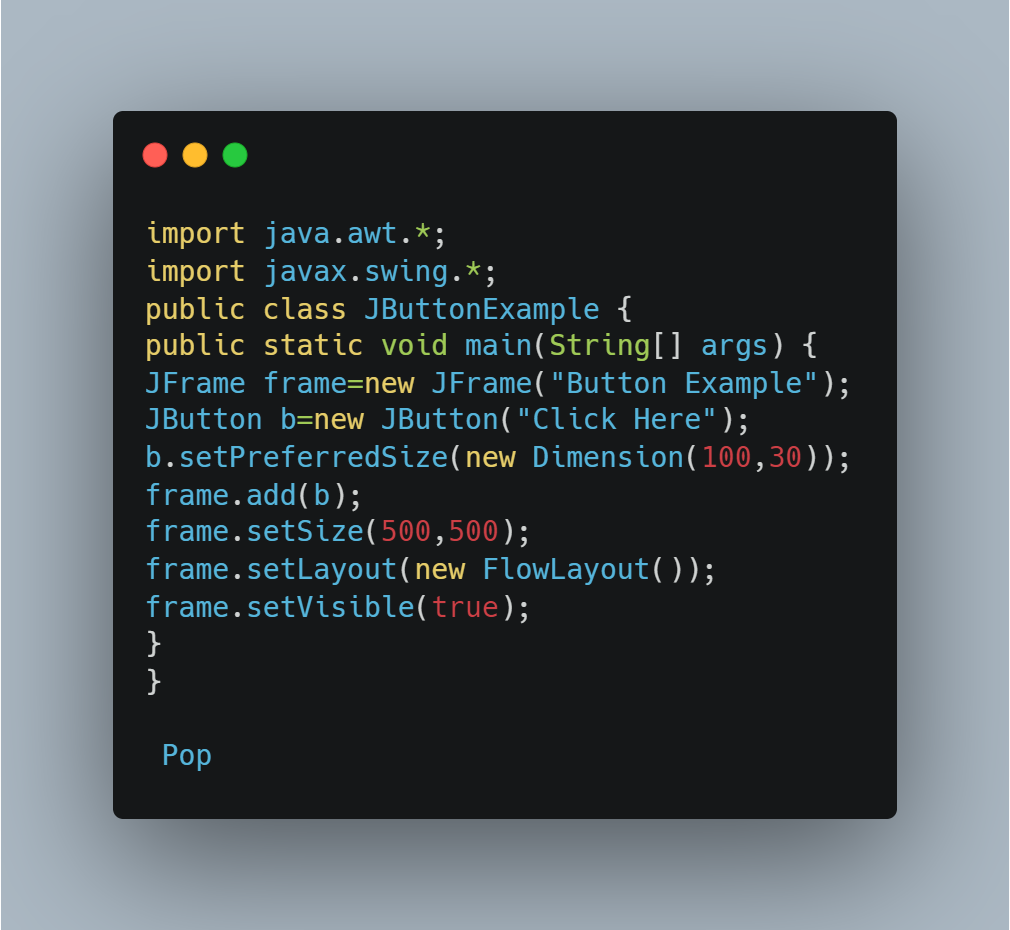 import java.awt.*;
import javax.swing.*;
public class JButtonExample {
public static void main(String[] args) {
JFrame frame=new JFrame("Button Example");
JButton b=new JButton("Click Here");
b.setPreferredSize(new Dimension(100,30));
frame.add(b);
frame.setSize(500,500);
frame.setLayout(new FlowLayout());
frame.setVisible(true);
}
}
Pop